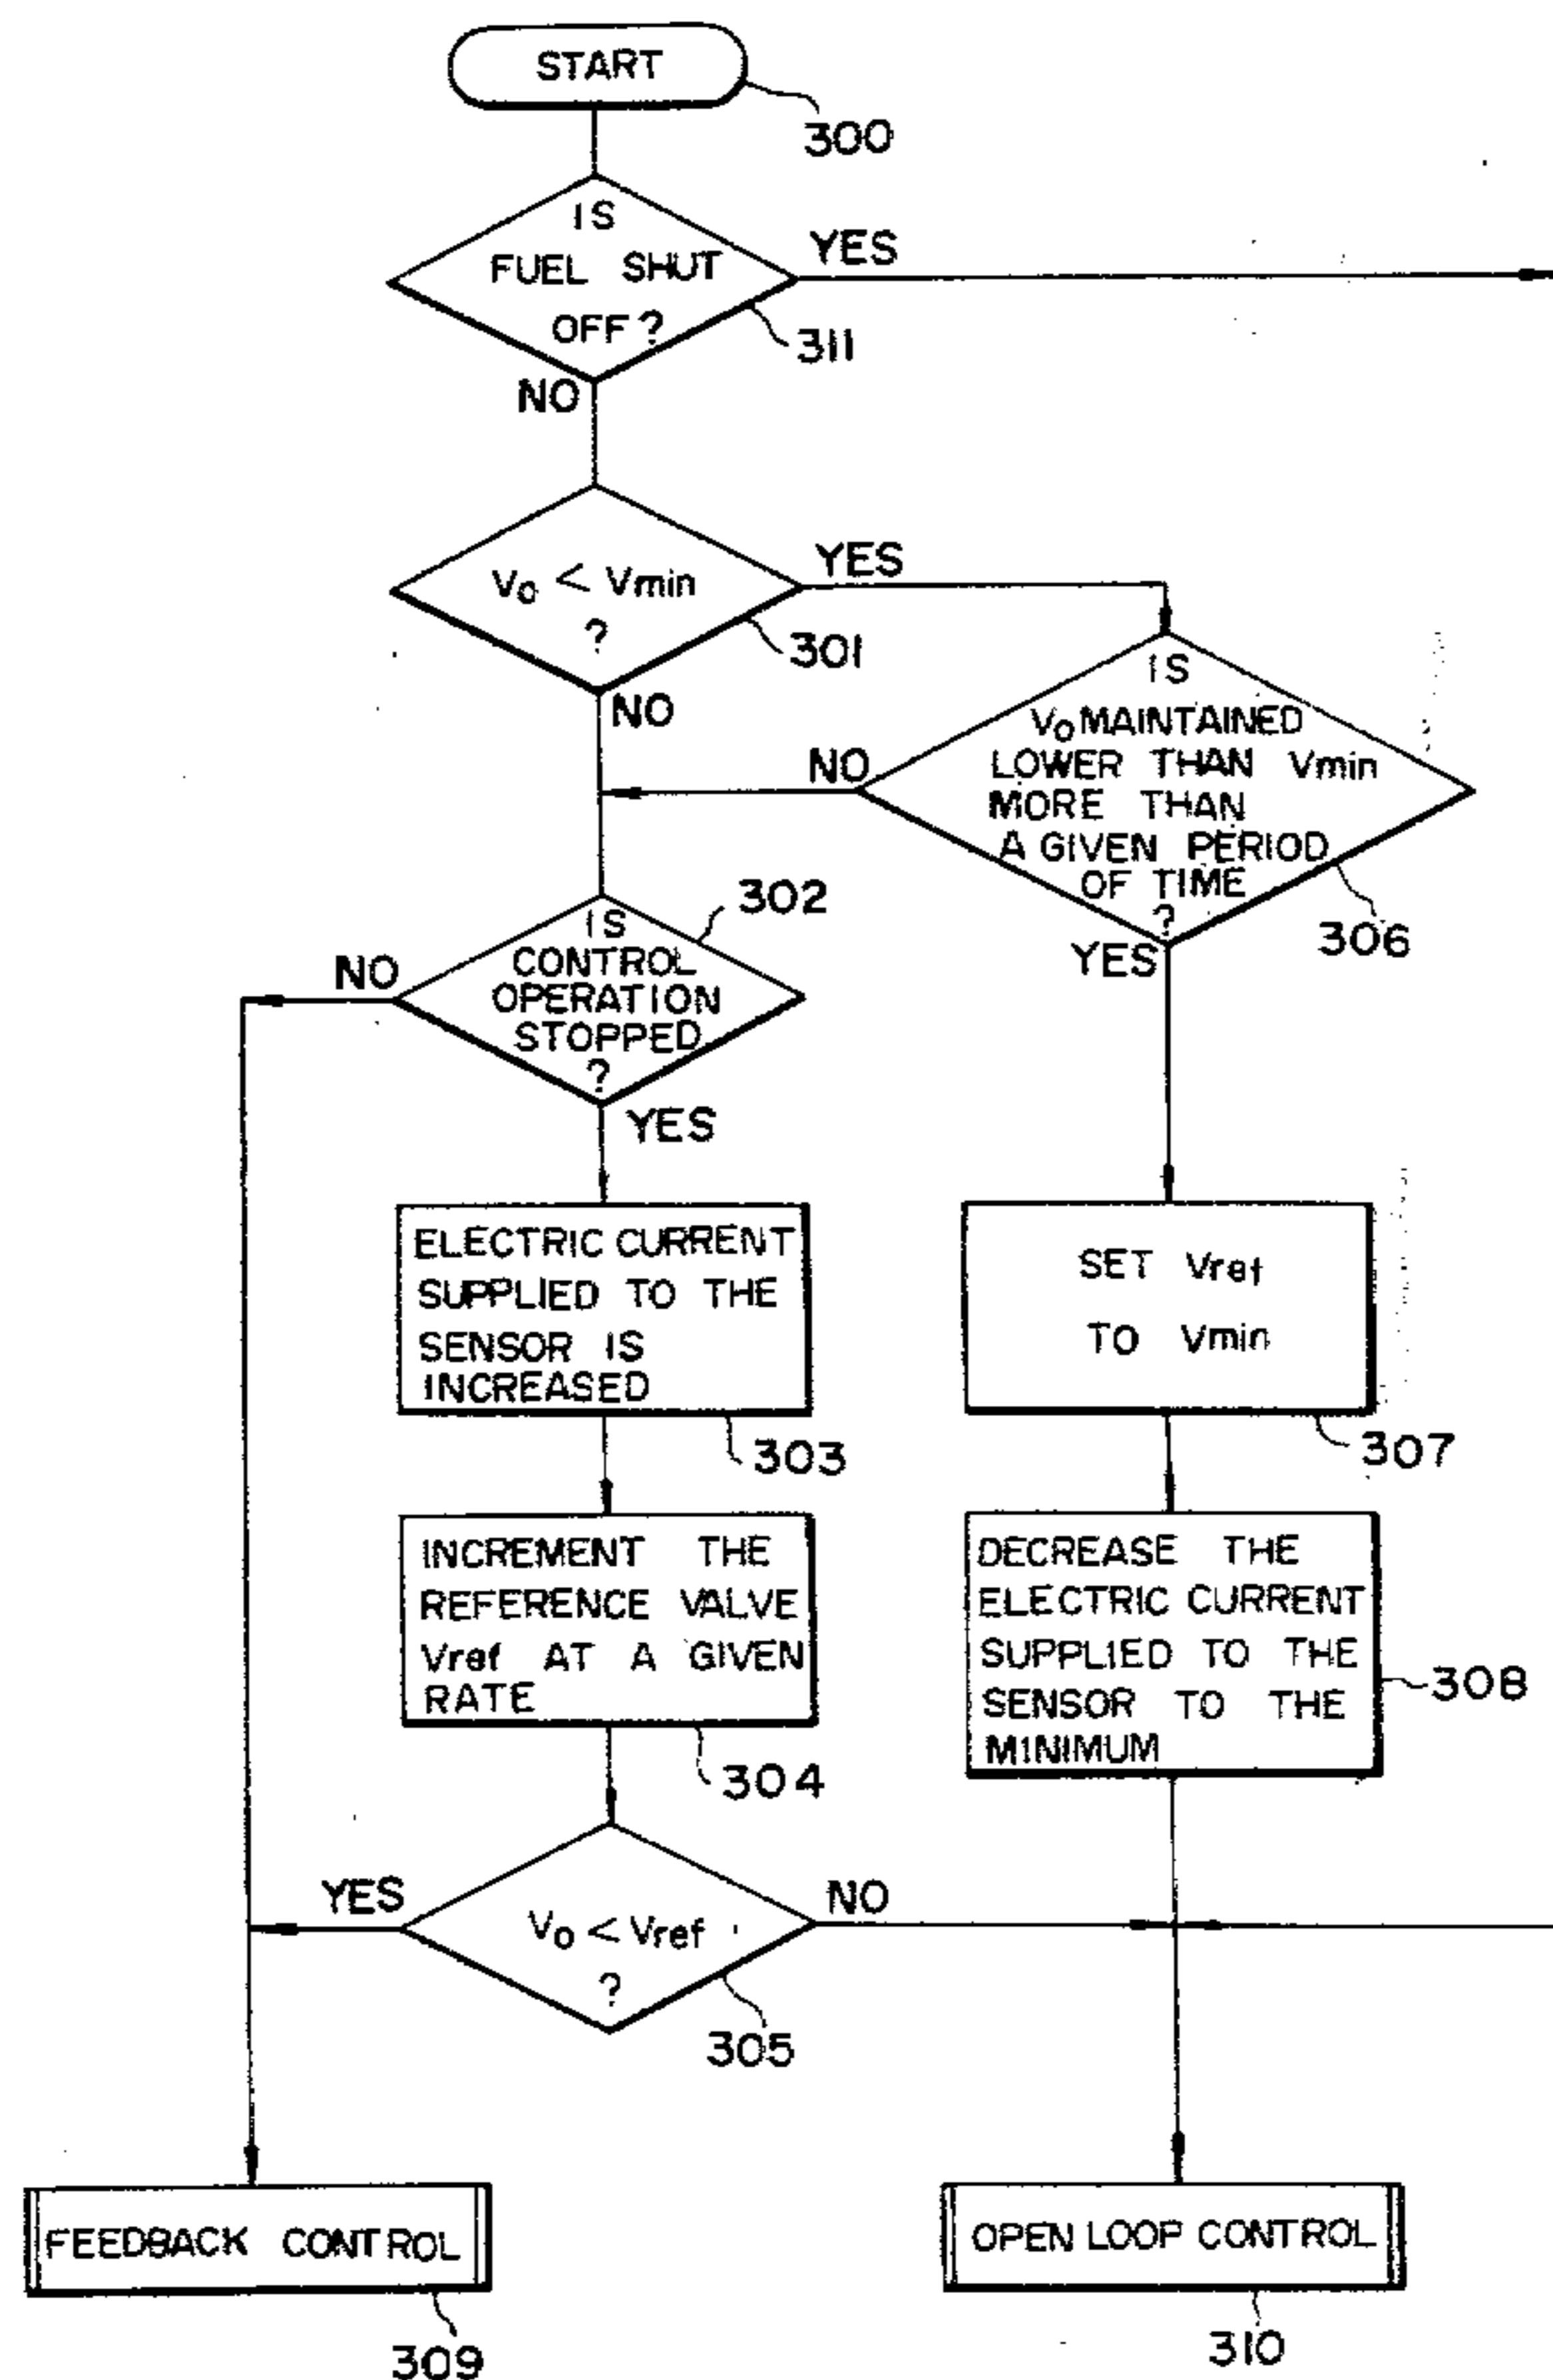 START
300
IS
FUEL SHUT
OFF?
YES
311
NO
Vo < Vmin
?
YES
301
NO
IS
Vo MAINTAINED
LOWER THAN Vmin
MORE THAN
A GIVEN PERIOD
OF TIME
?
NO
306
YES
302
IS
CONTROL
OPERATION
STOPPED
?
NO
YES
ELECTRIC CURRENT
SUPPLIED TO THE
SENSOR IS
INCREASED
303
SET Vref
TO Vmin
307
INCREMENT THE
REFERENCE VALVE
Vref AT A GIVEN
RATE
304
DECREASE THE
ELECTRIC CURRENT
SUPPLIED TO THE
SENSOR TO THE
MINIMUM
308
YES
Vo < Vref
?
NO
305
FEEDBACK CONTROL
309
OPEN LOOP CONTROL
310